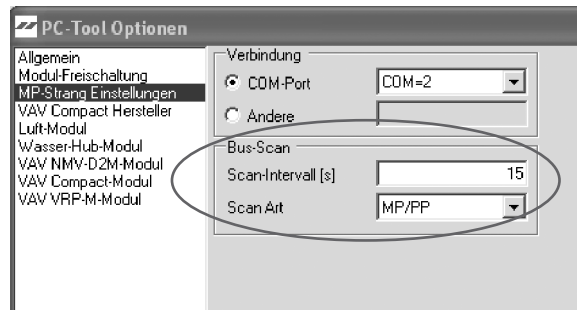 PC-Tool Optionen
Allgemein
Modul-Freischaltung
MP-Strang Einstellungen
VAV Compact Hersteller
Luft-Modul
Wasser-Hub-Modul
VAV NMV-D2M-Modul
VAV Compact-Modul
VAV VRP-M-Modul
Verbindung
COM-Port
COM=2
Andere
Bus-Scan
Scan-Intervall [s]
15
Scan Art
MP/PP